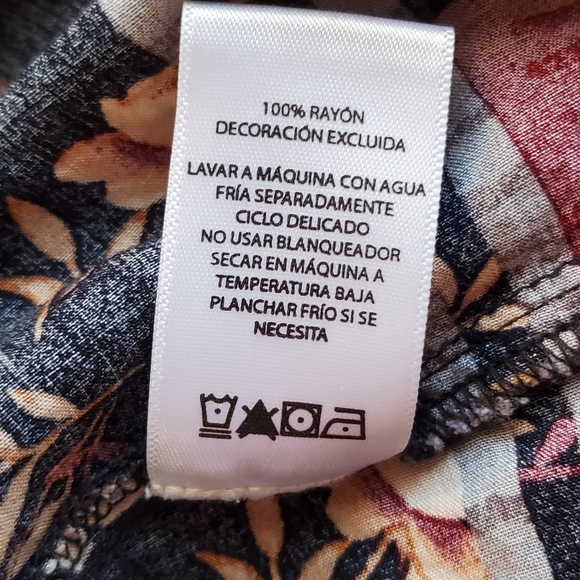 100% RAYÓN
DECORACIÓN EXCLUIDA
LAVAR A MÁQUINA CON AGUA
FRÍA SEPARADAMENTE
CICLO DELICADO
NO USAR BLANQUEADOR
SECAR EN MÁQUINA A
TEMPERATURA BAJA
PLANCHAR FRÍO SI SE
NECESITA